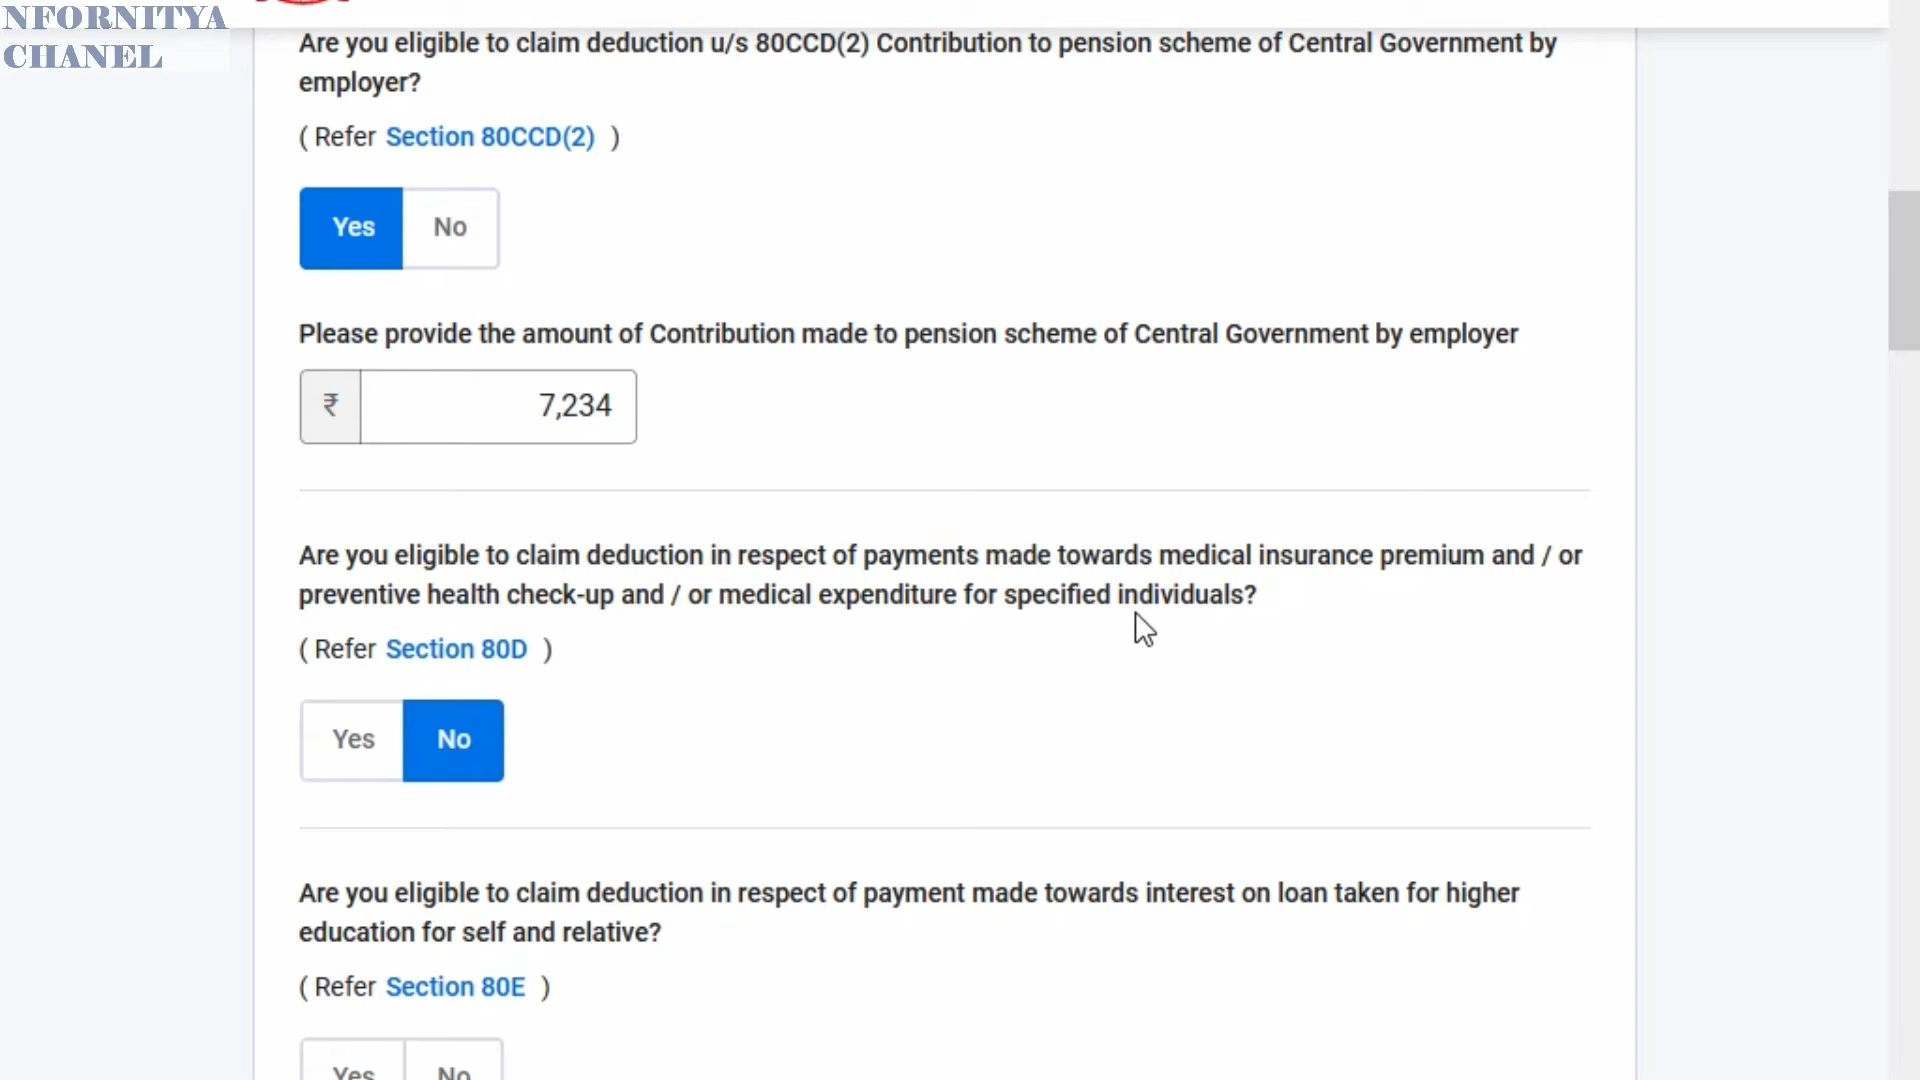 NFORNITYA
CHANEL
Are you eligible to claim deduction u/s 80CCD(2) Contribution to pension scheme of Central Government by
employer?
( Refer Section 80CCD(2) )
Yes No
Please provide the amount of Contribution made to pension scheme of Central Government by employer
₹ 7,234
Are you eligible to claim deduction in respect of payments made towards medical insurance premium and / or
preventive health check-up and / or medical expenditure for specified individuals?
( Refer Section 80D )
Yes No
Are you eligible to claim deduction in respect of payment made towards interest on loan taken for higher
education for self and relative?
( Refer Section 80E )
Yes No